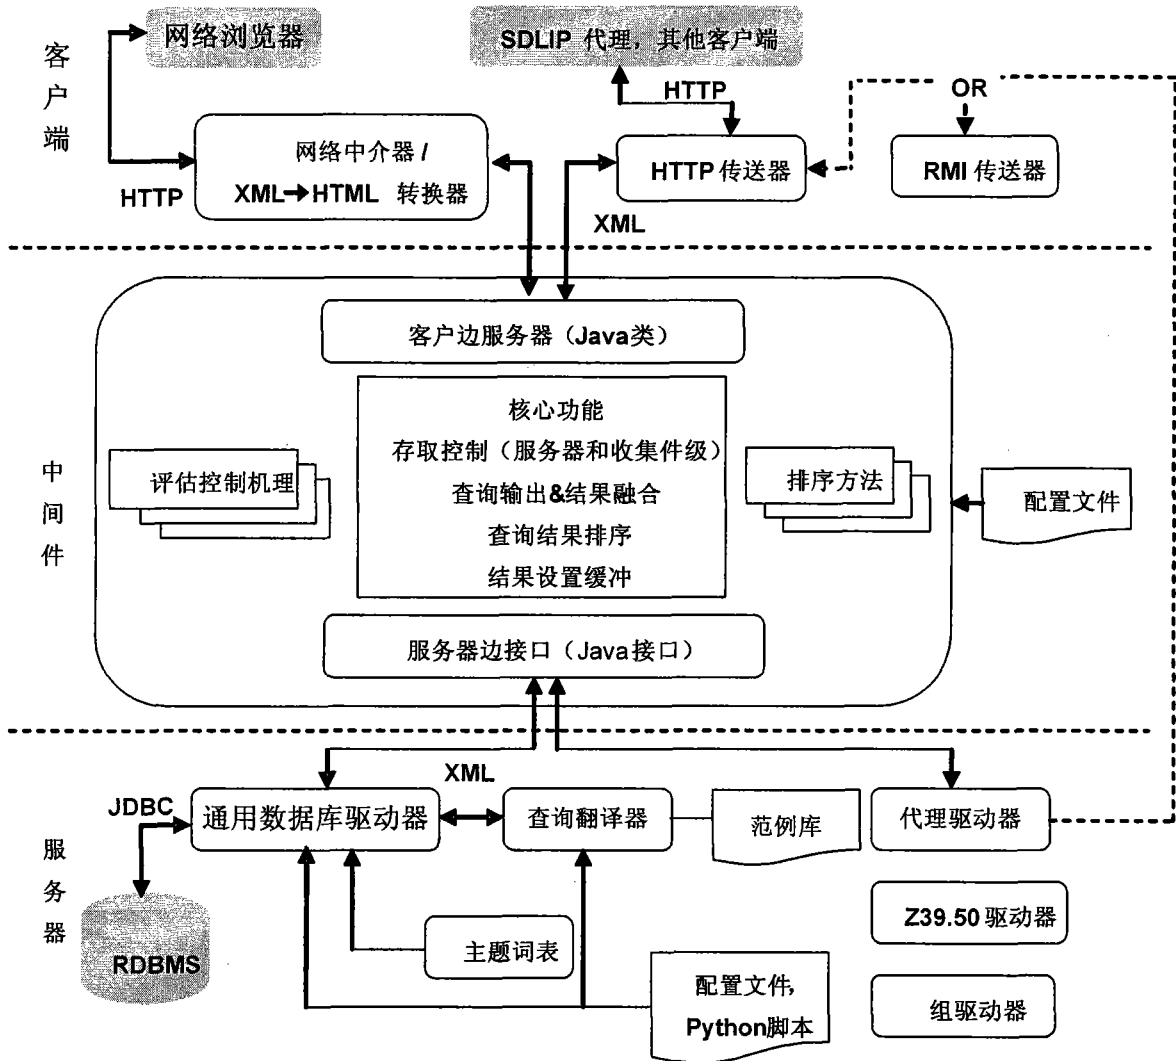 客户端
网络浏览器
SDLIP 代理，其他客户端
HTTP
OR
网络中介器 /
XML→HTML 转换器
HTTP 传送器
RMI 传送器
HTTP
XML
中间件
客户边服务器（Java类）
核心功能
存取控制（服务器和收集件级）
查询输出&结果融合
查询结果排序
结果设置缓冲
评估控制机理
排序方法
配置文件
服务器边接口（Java接口）
服务器
XML
JDBC
通用数据库驱动器
查询翻译器
范例库
代理驱动器
RDBMS
主题词表
Z39.50 驱动器
配置文件,
Python脚本
组驱动器